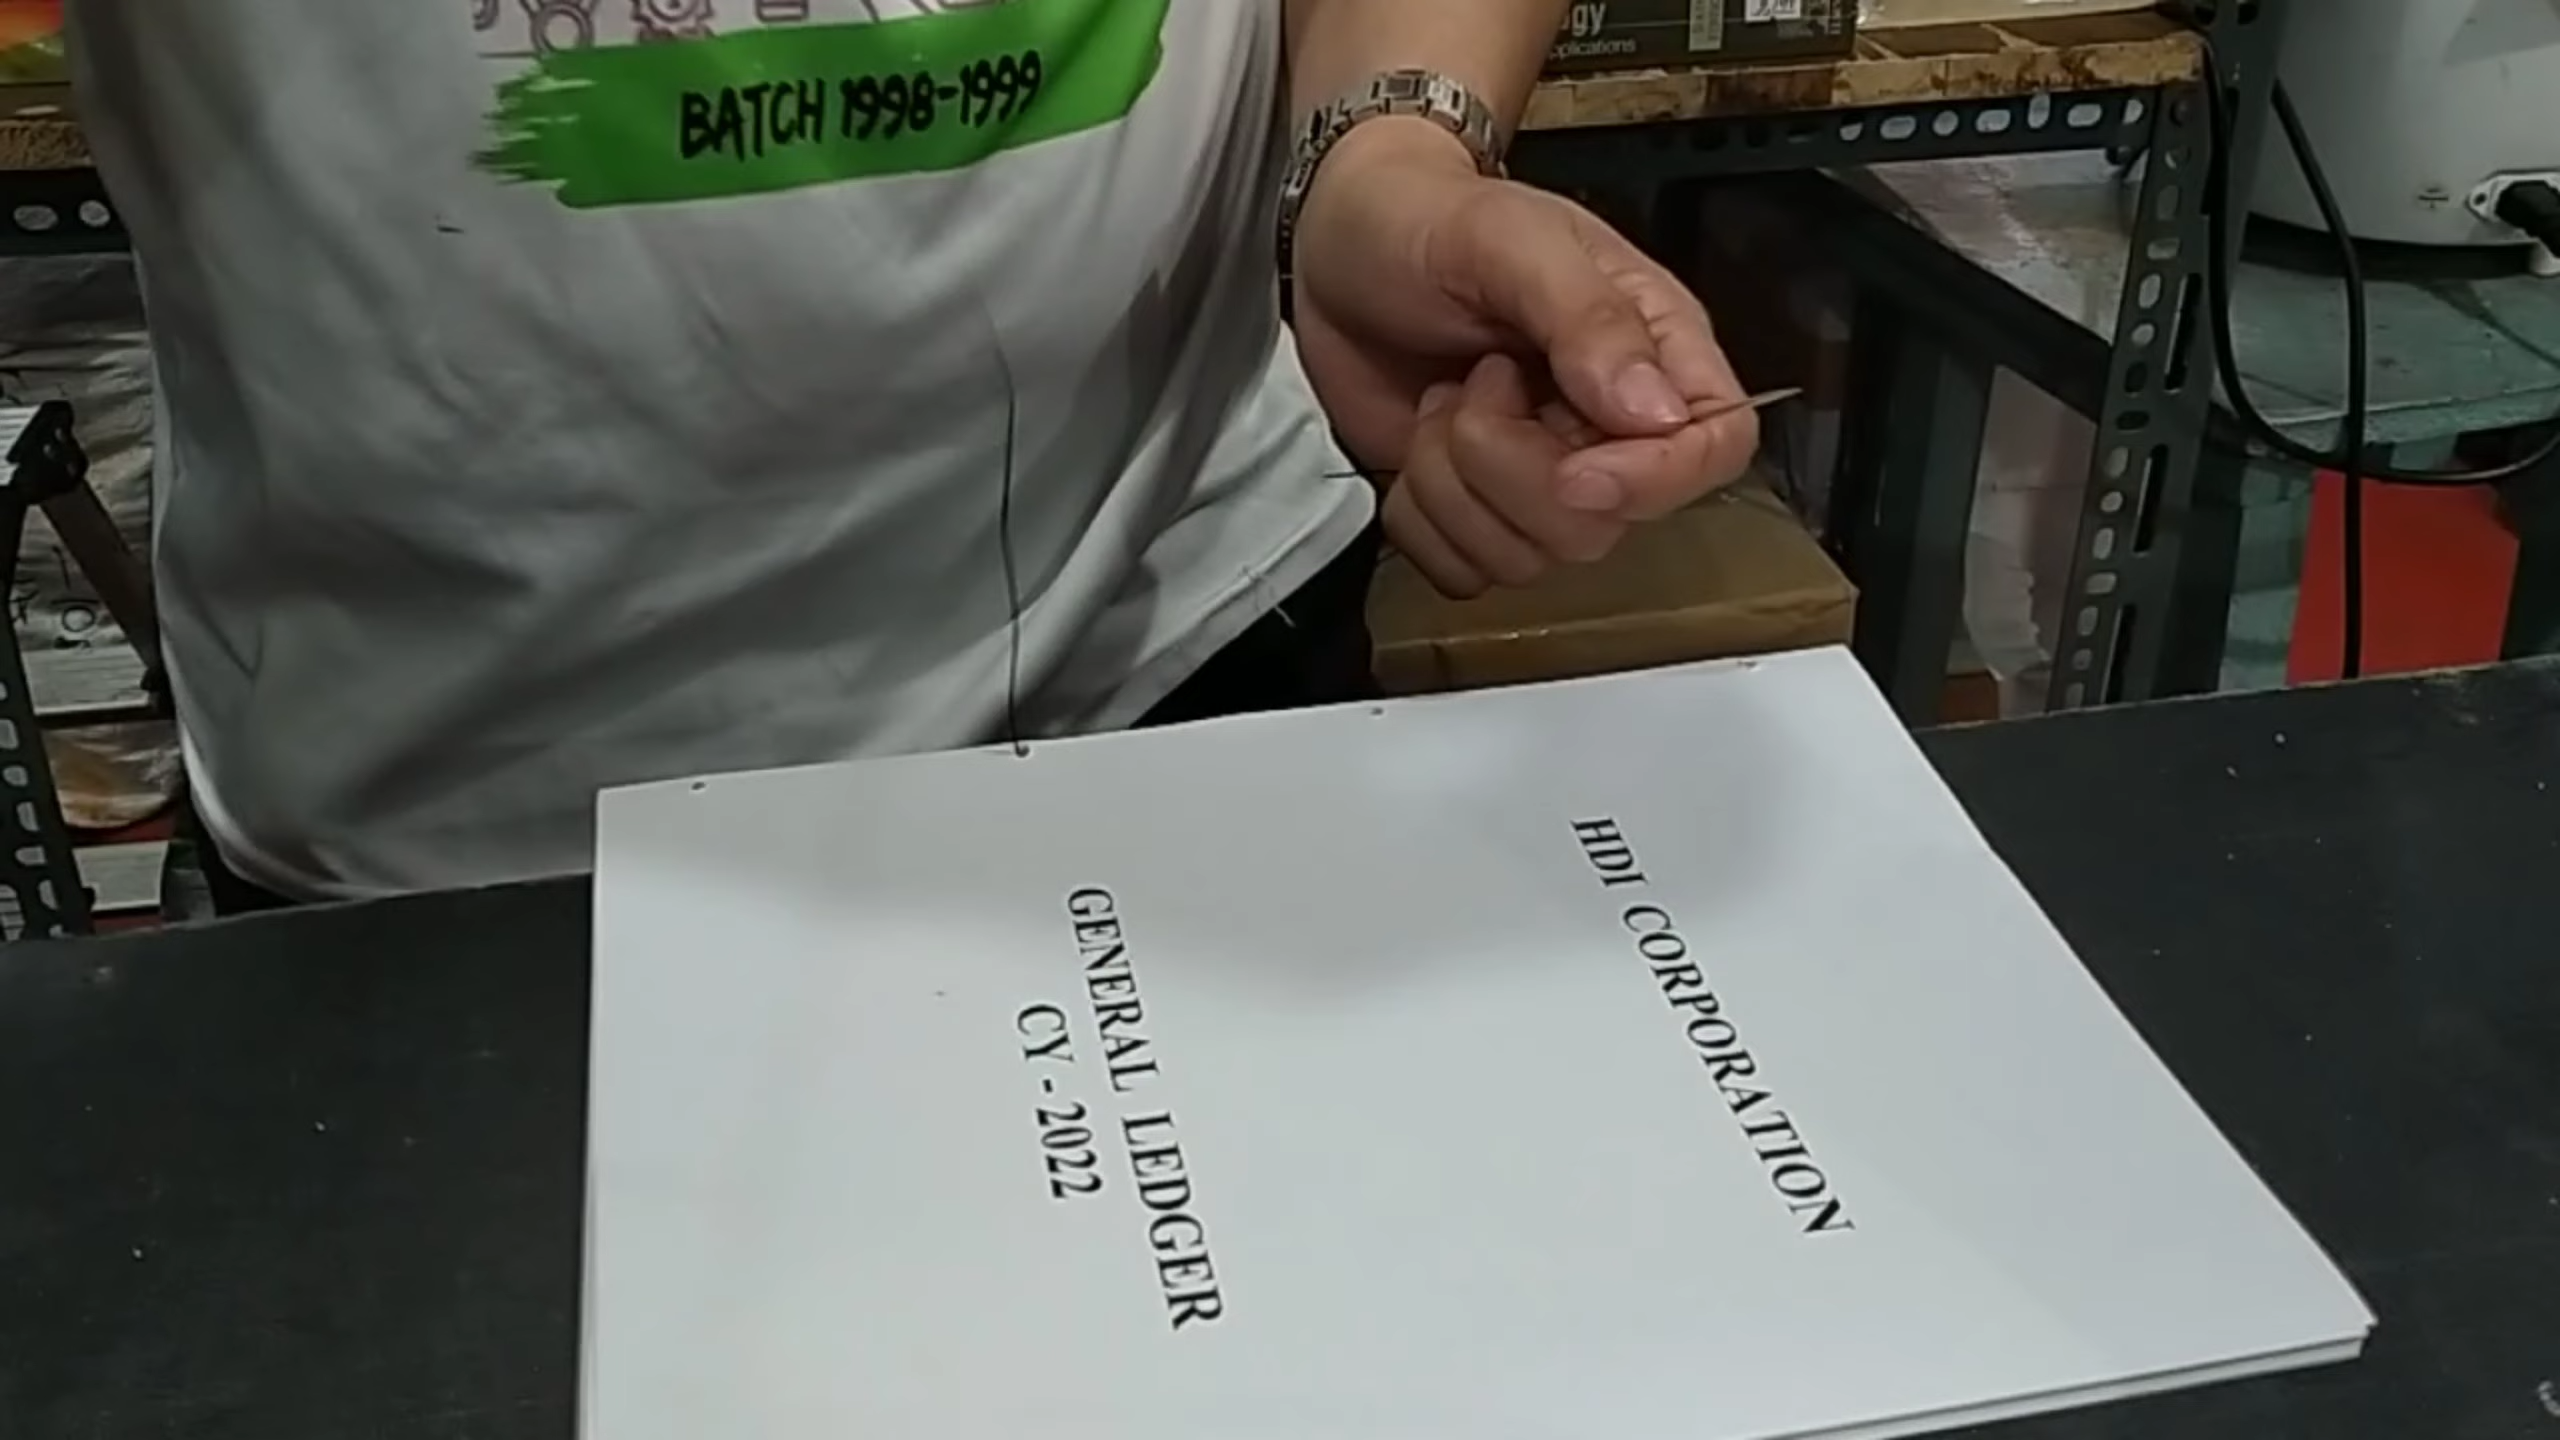 BATCH 1998-1999
HDI CORPORATION
GENERAL LEDGER
CY - 2022